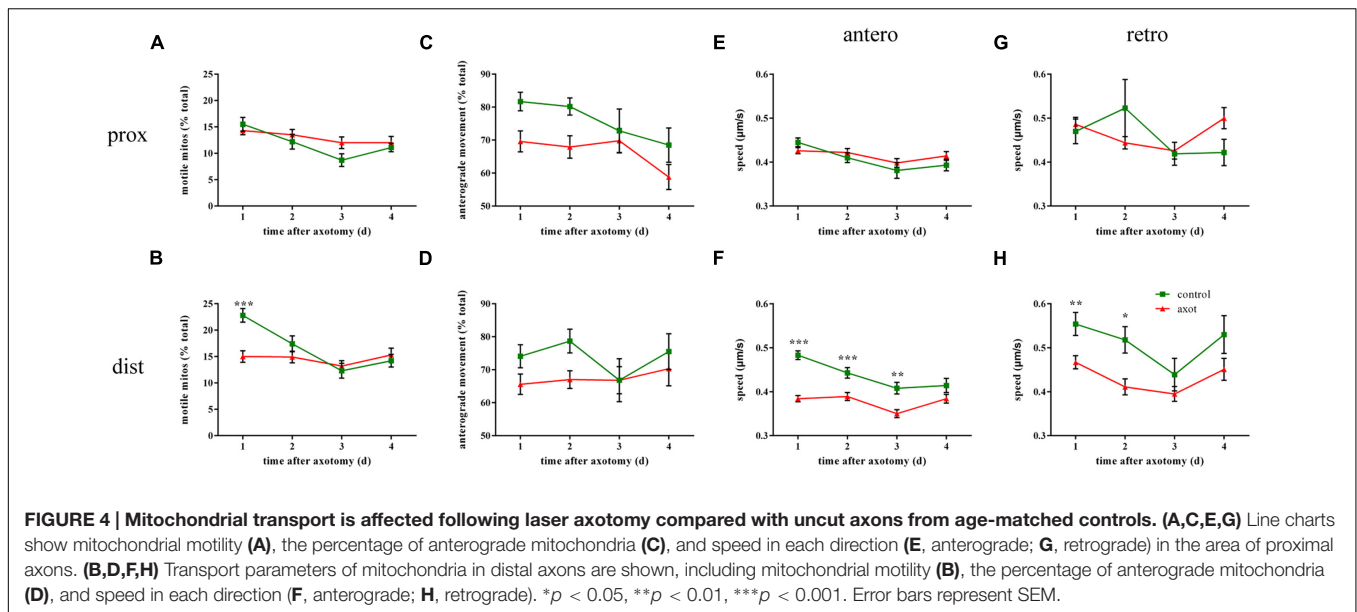 antero retro
A C E G
prox
motile mitos (% total)
25
20
15
10
5
0
1 2 3 4
time after axotomy (d)
anterograde movement (% total)
90
80
70
60
50
1 2 3 4
time after axotomy (d)
speed (µm/s)
0.6
0.5
0.4
0.3
1 2 3 4
time after axotomy (d)
speed (µm/s)
0.6
0.5
0.4
0.3
1 2 3 4
time after axotomy (d)
B D F H
dist
motile mitos (% total)
25
20
15
10
5
0
***
1 2 3 4
time after axotomy (d)
anterograde movement (% total)
90
80
70
60
50
1 2 3 4
time after axotomy (d)
speed (µm/s)
0.6
0.5
0.4
0.3
*** *** **
1 2 3 4
time after axotomy (d)
speed (µm/s)
0.6
0.5
0.4
0.3
** *
control
axot
1 2 3 4
time after axotomy (d)
FIGURE 4 | Mitochondrial transport is affected following laser axotomy compared with uncut axons from age-matched controls. (A,C,E,G) Line charts
show mitochondrial motility (A), the percentage of anterograde mitochondria (C), and speed in each direction (E, anterograde; G, retrograde) in the area of proximal
axons. (B,D,F,H) Transport parameters of mitochondria in distal axons are shown, including mitochondrial motility (B), the percentage of anterograde mitochondria
(D), and speed in each direction (F, anterograde; H, retrograde). *p < 0.05, **p < 0.01, ***p < 0.001. Error bars represent SEM.